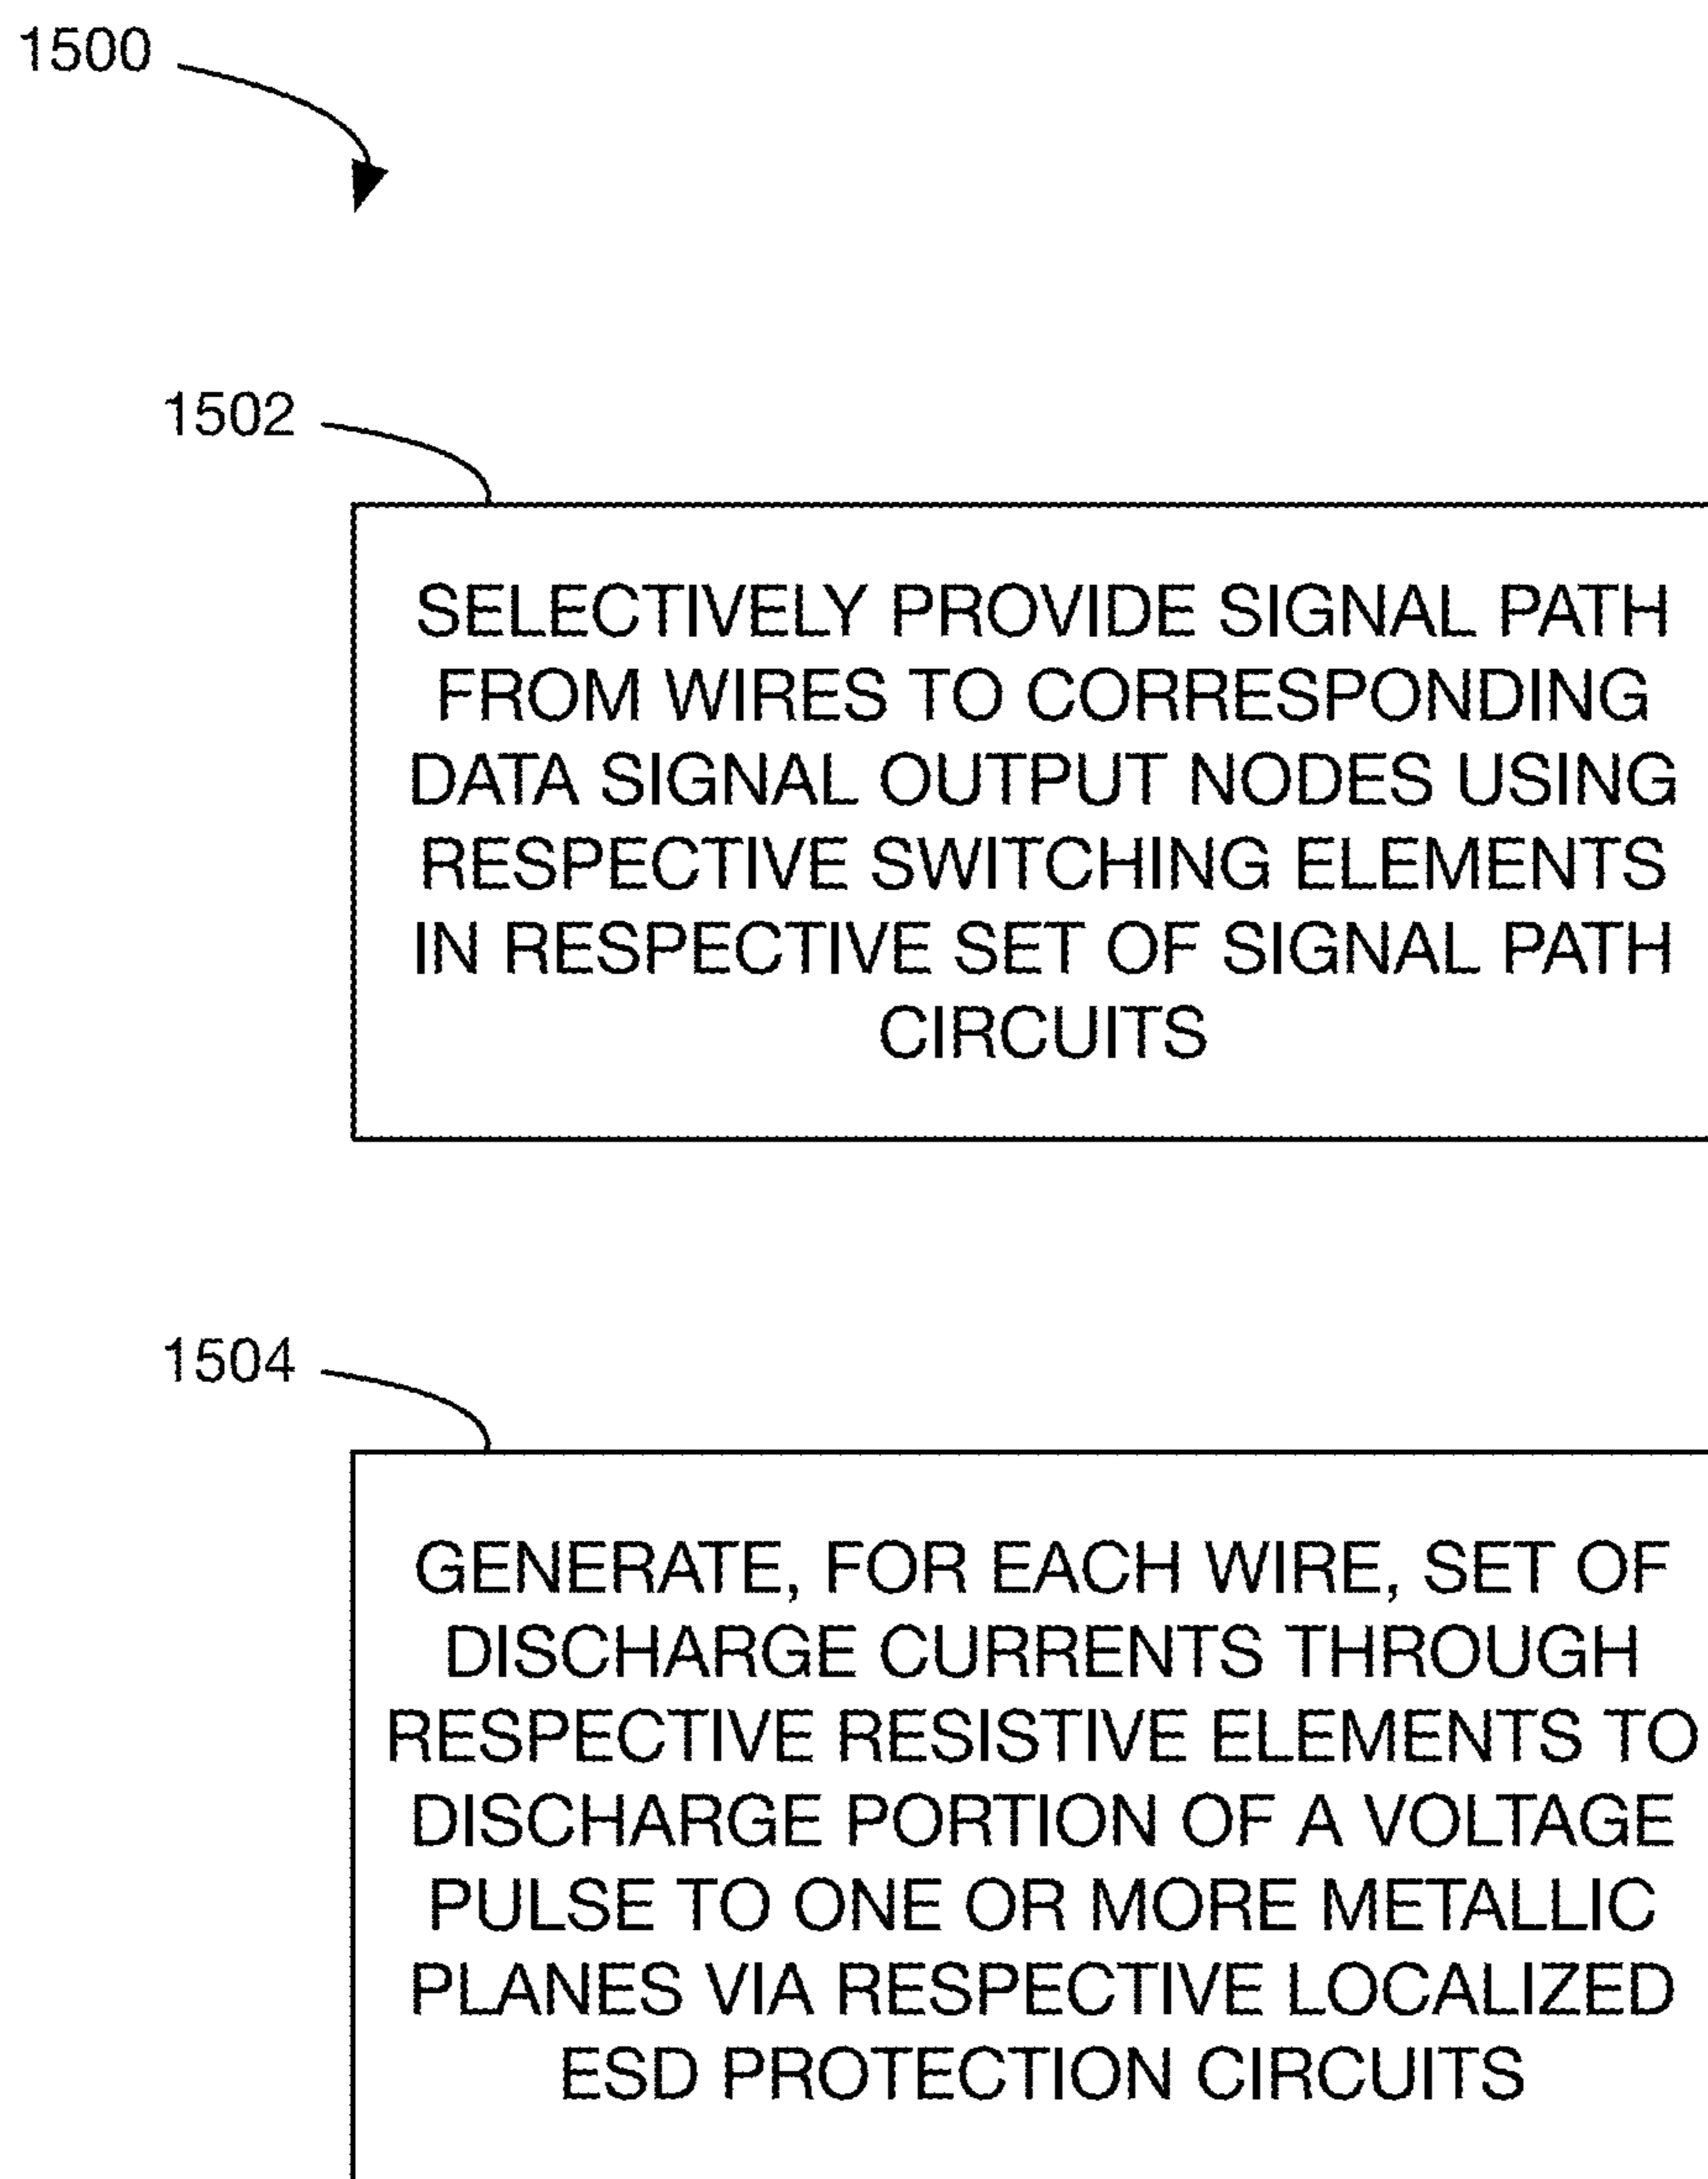 1500
1502
SELECTIVELY PROVIDE SIGNAL PATH
FROM WIRES TO CORRESPONDING
DATA SIGNAL OUTPUT NODES USING
RESPECTIVE SWITCHING ELEMENTS
IN RESPECTIVE SET OF SIGNAL PATH
CIRCUITS
1504
GENERATE, FOR EACH WIRE, SET OF
DISCHARGE CURRENTS THROUGH
RESPECTIVE RESISTIVE ELEMENTS TO
DISCHARGE PORTION OF A VOLTAGE
PULSE TO ONE OR MORE METALLIC
PLANES VIA RESPECTIVE LOCALIZED
ESD PROTECTION CIRCUITS